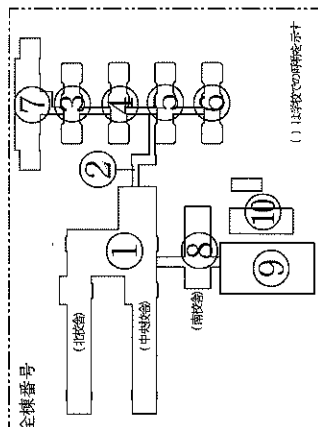 全棟番号
(北校舎)
(中央校舎)
(南校舎)
①
②
③
④
⑤
⑥
⑦
⑧
⑨
⑩
( )は学校での呼称を示す